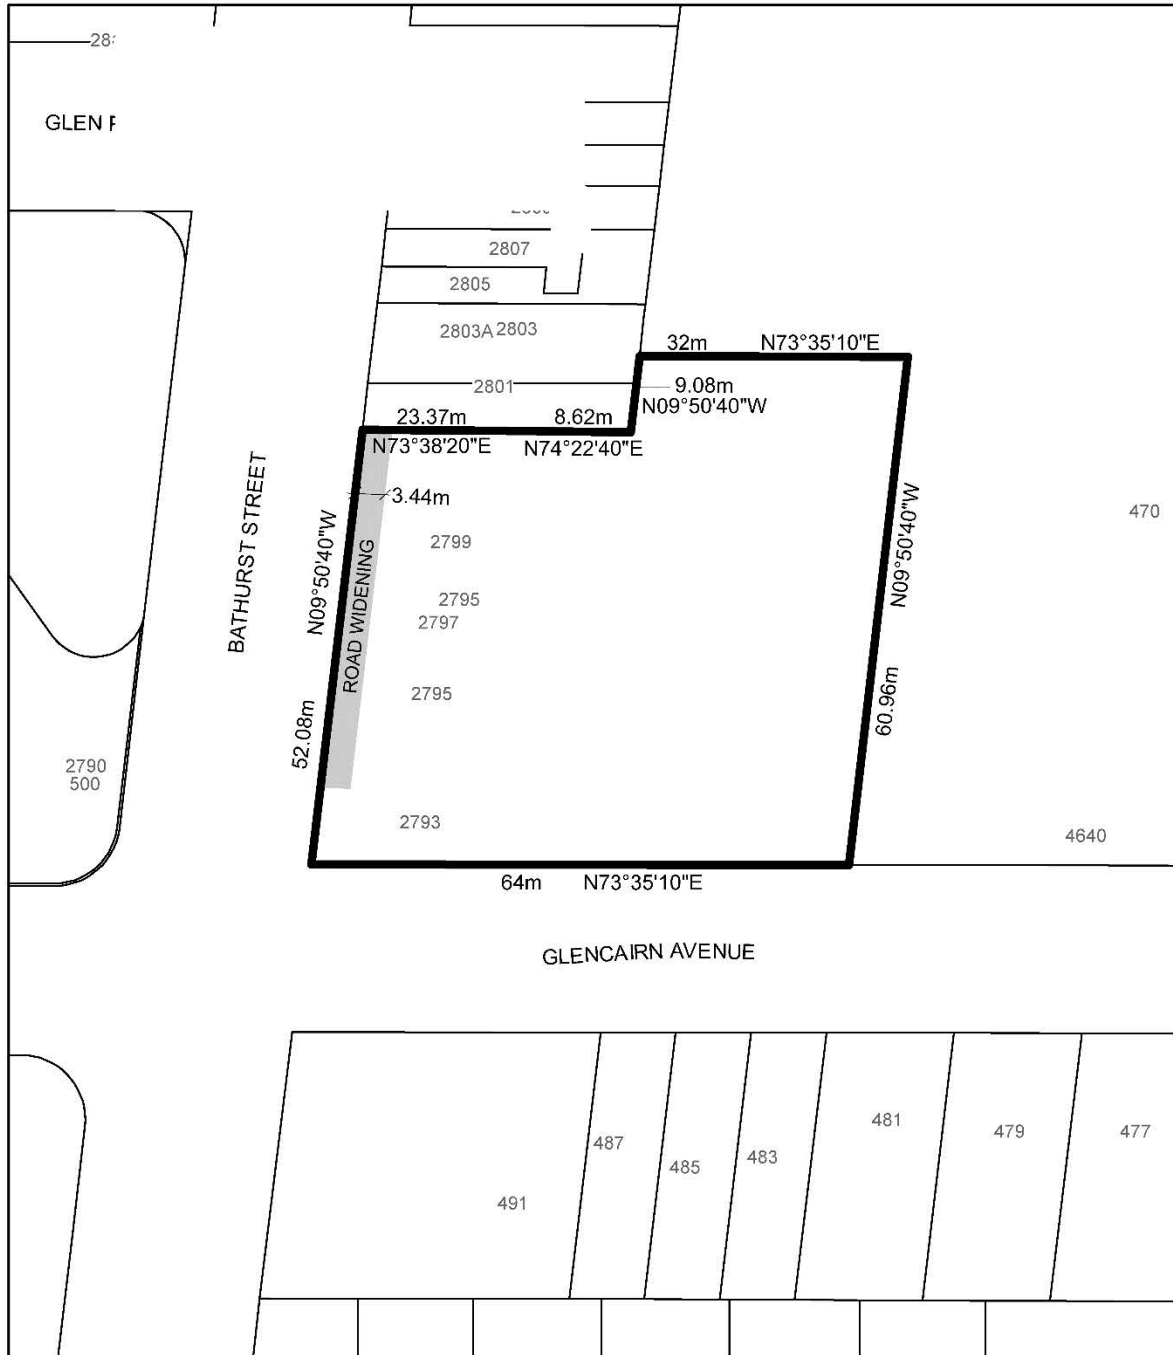 GLEN
32m
N73°35'10"E
2807
2805
2803A
2803
2801
9.08m
N09°50'40"W
23.37m
8.62m
N73°38'20"E
N74°22'40"E
3.44m
BATHURST STREET
N09°50'40"W
ROAD WIDENING
52.08m
2799
2795
2797
2795
2793
470
N09°50'40"W
60.96m
2790
500
4640
64m
N73°35'10"E
GLENCAIRN AVENUE
491
487
485
483
481
479
477